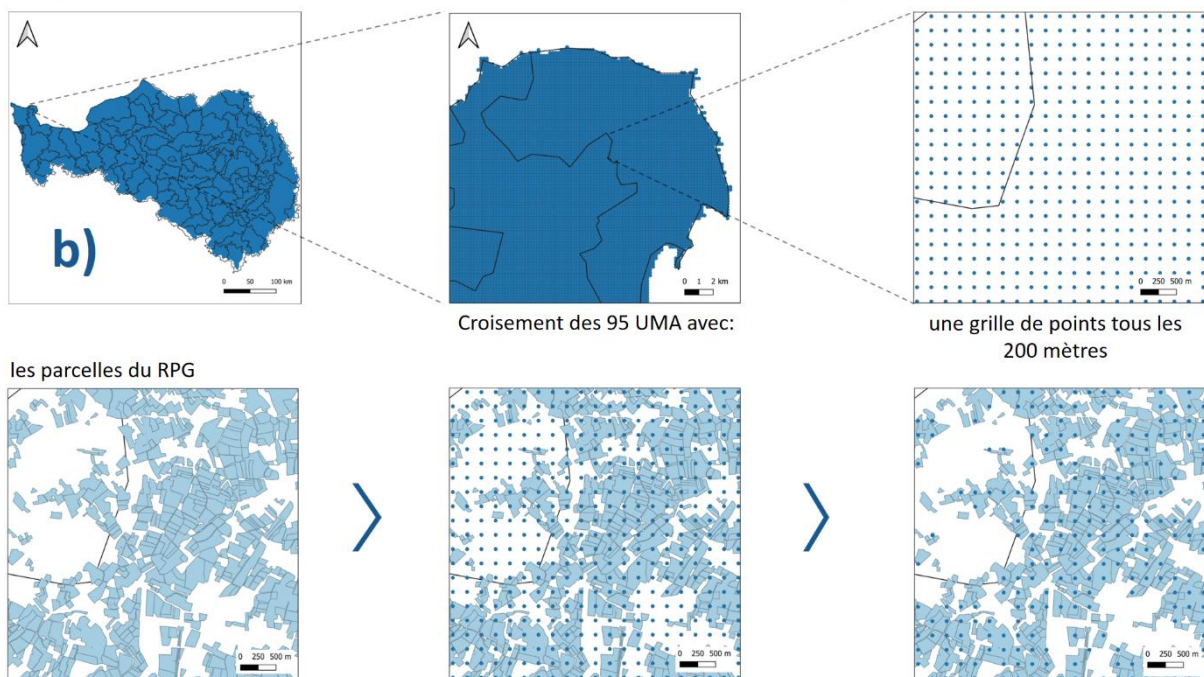 b)
0 50 100 km
0 1 2 km
0 250 500 m
Croisement des 95 UMA avec:
une grille de points tous les
200 mètres
les parcelles du RPG
0 250 500 m
0 250 500 m
0 250 500 m